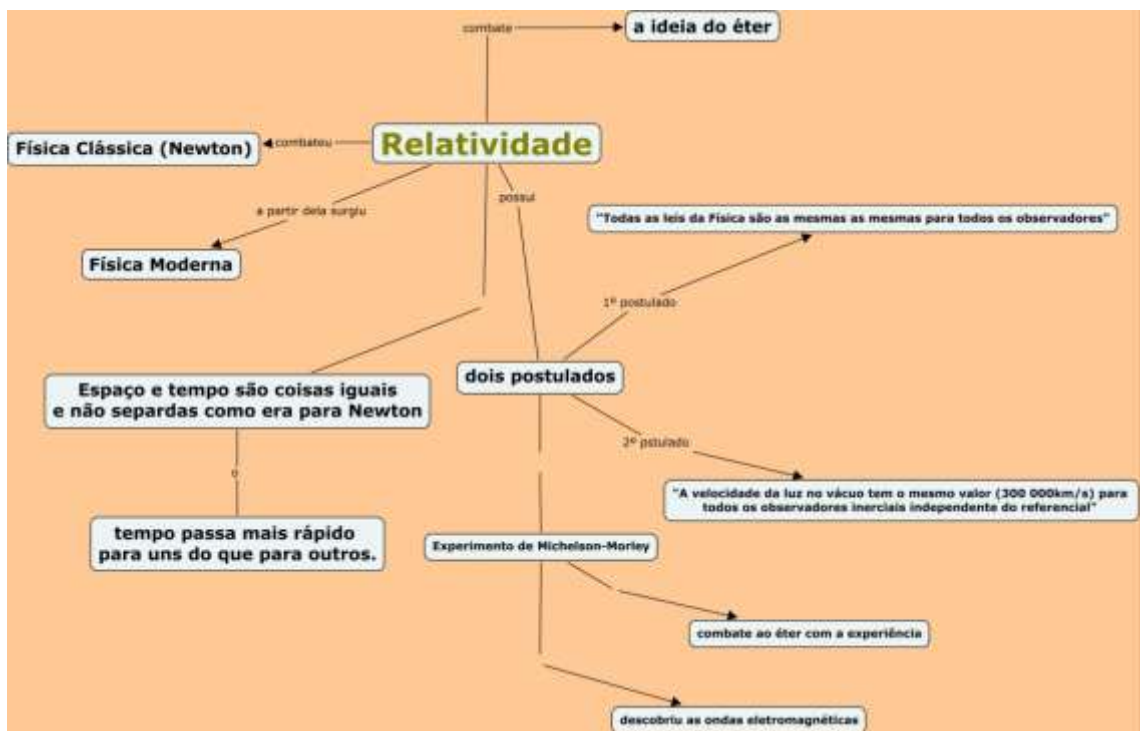 combate
a ideia do éter
Física Clássica (Newton)
combateu
Relatividade
a partir dela surgiu
possui
"Todas as leis da Física são as mesmas as mesmas para todos os observadores"
Física Moderna
1º postulado
Espaço e tempo são coisas iguais
e não separdas como era para Newton
dois postulados
2º pstulado
o
"A velocidade da luz no vácuo tem o mesmo valor (300 000km/s) para
todos os observadores inerciais independente do referencial"
tempo passa mais rápido
para uns do que para outros.
Experimento de Michelson-Morley
combate ao éter com a experiência
descobriu as ondas eletromagnéticas